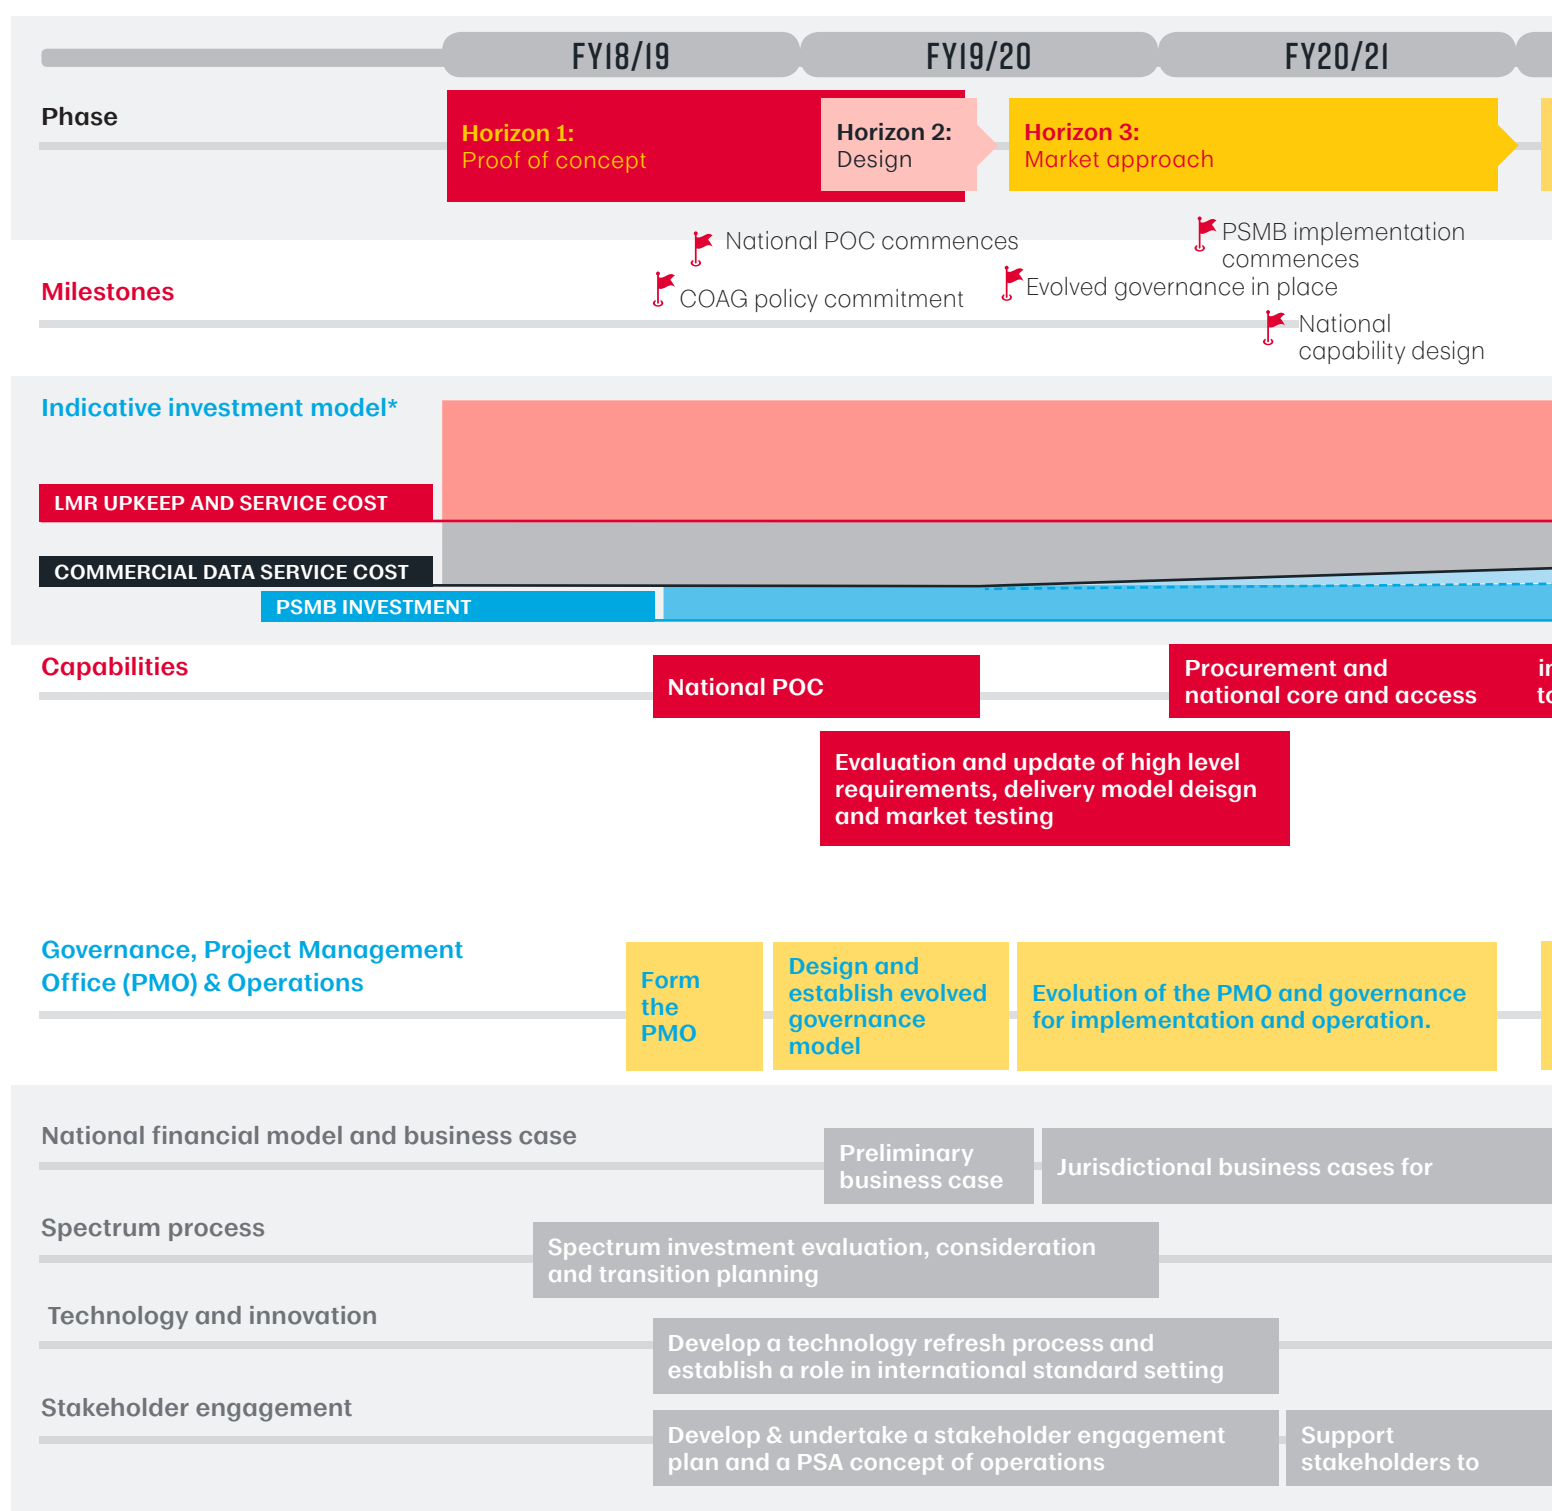 FY18/19
FY19/20
FY20/21
Phase
Horizon 1:
Proof of concept
Horizon 2:
Design
Horizon 3:
Market approach
Milestones
National POC commences
COAG policy commitment
PSMB implementation
commences
Evolved governance in place
National
capability design
Indicative investment model*
LMR UPKEEP AND SERVICE COST
COMMERCIAL DATA SERVICE COST
PSMB INVESTMENT
Capabilities
National POC
Procurement and
national core and access
Evaluation and update of high level
requirements, delivery model deisgn
and market testing
Governance, Project Management
Office (PMO) & Operations
Form
the
PMO
Design and
establish evolved
governance
model
Evolution of the PMO and governance
for implementation and operation.
National financial model and business case
Preliminary
business case
Jurisdictional business cases for
Spectrum process
Spectrum investment evaluation, consideration
and transition planning
Technology and innovation
Develop a technology refresh process and
establish a role in international standard setting
Stakeholder engagement
Develop & undertake a stakeholder engagement
plan and a PSA concept of operations
Support
stakeholders to